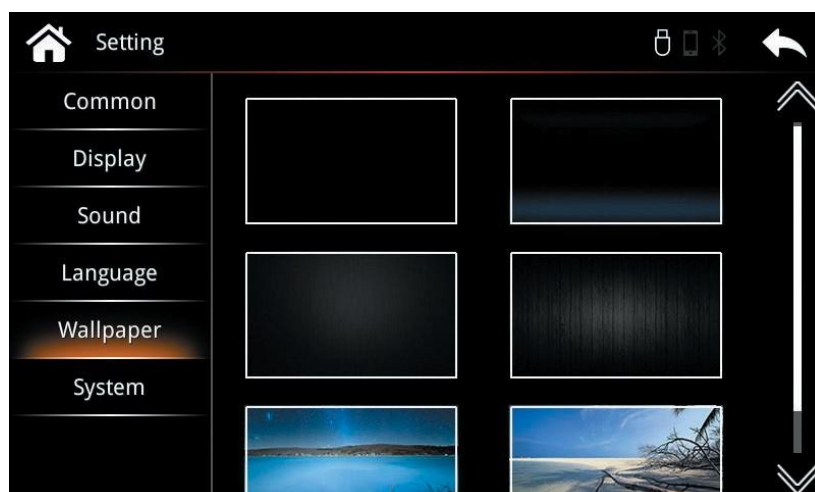 Setting
Common
Display
Sound
Language
Wallpaper
System